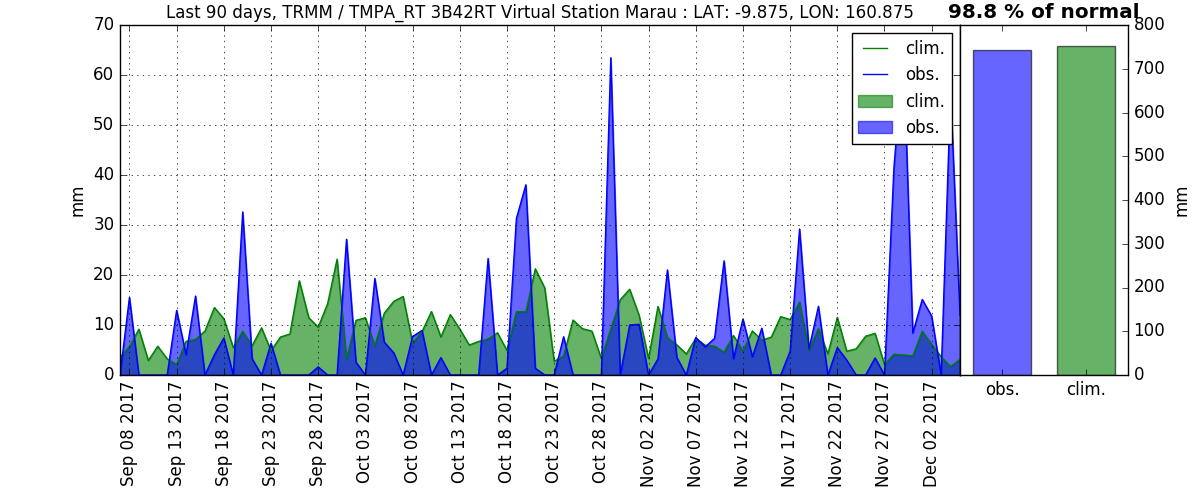 Last 90 days, TRMM / TMPA_RT 3B42RT Virtual Station Marau : LAT: -9.875, LON: 160.875
98.8 % of normal
70
60
50
40
30
20
10
0
mm
clim.
obs.
clim.
obs.
800
700
600
500
400
300
200
100
0
mm
obs.
clim.
Sep 08 2017
Sep 13 2017
Sep 18 2017
Sep 23 2017
Sep 28 2017
Oct 03 2017
Oct 08 2017
Oct 13 2017
Oct 18 2017
Oct 23 2017
Oct 28 2017
Nov 02 2017
Nov 07 2017
Nov 12 2017
Nov 17 2017
Nov 22 2017
Nov 27 2017
Dec 02 2017